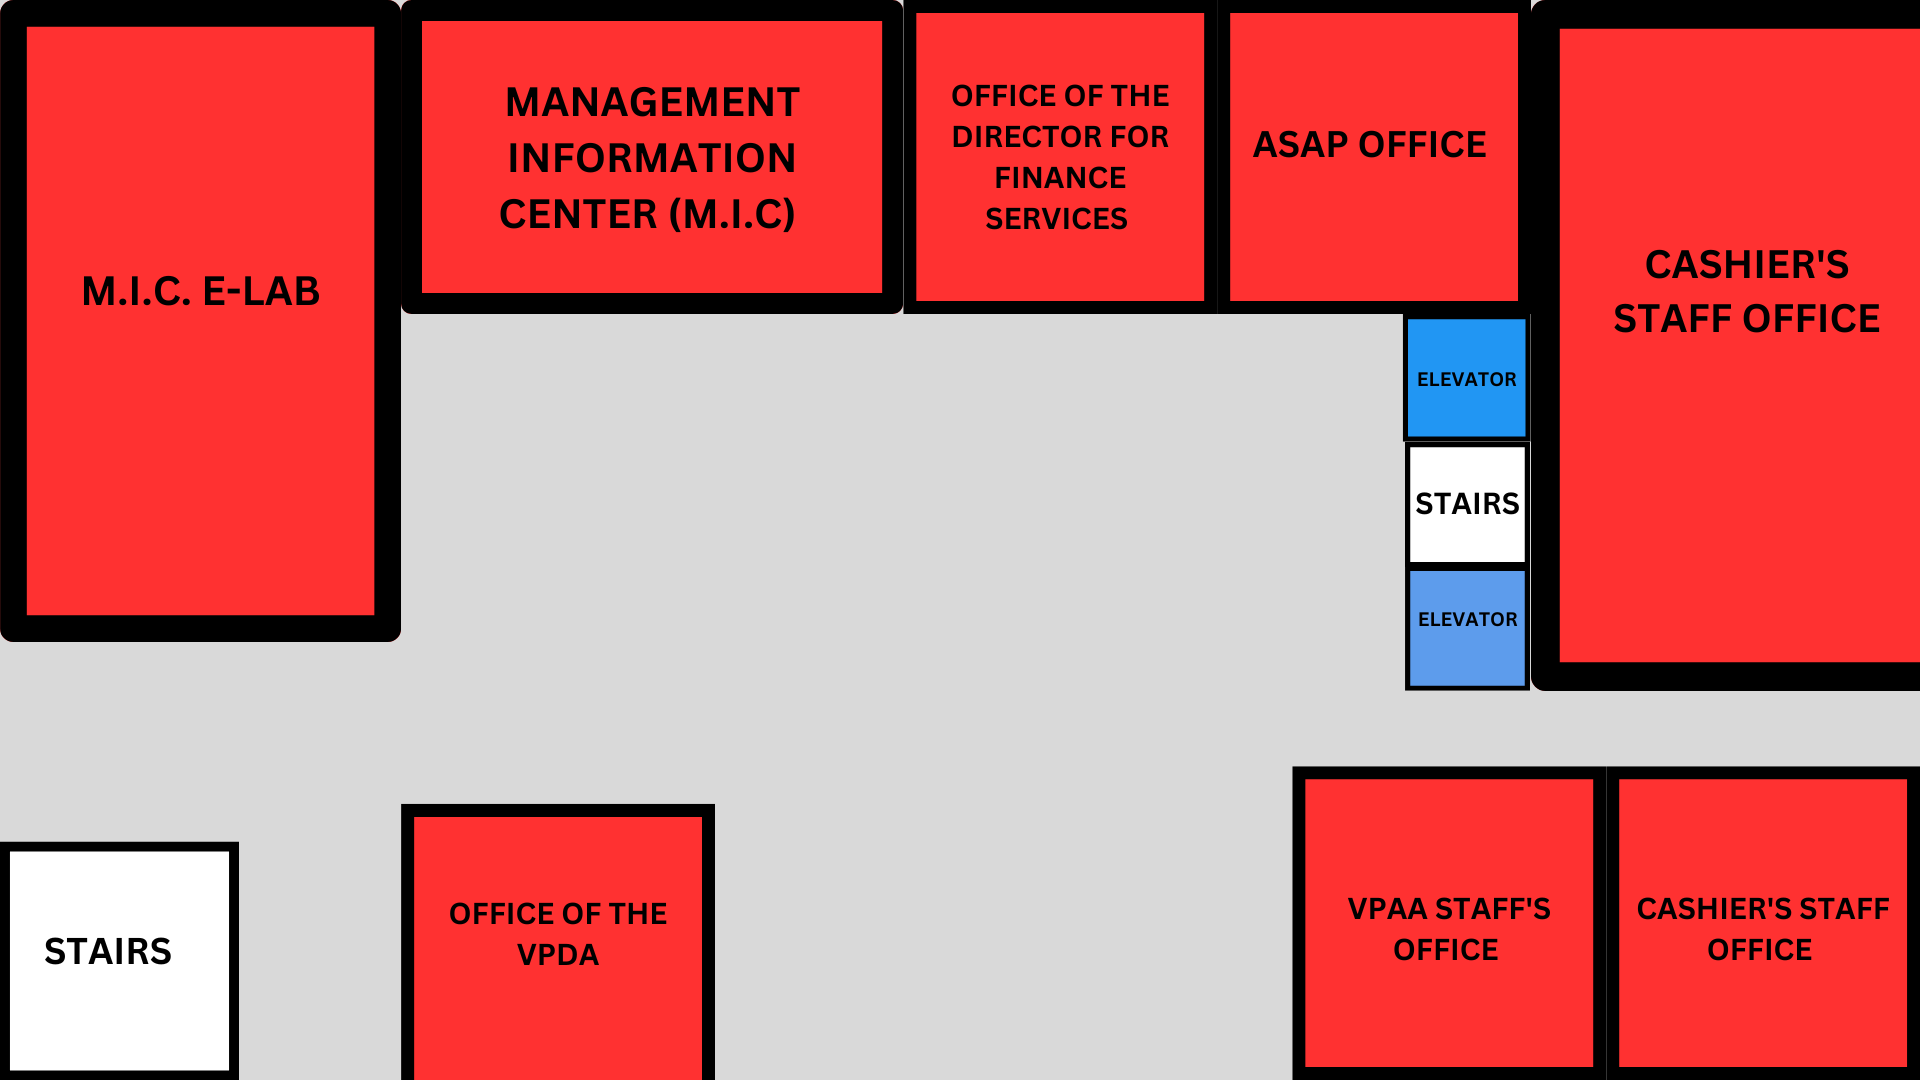 M.I.C. E-LAB
MANAGEMENT
INFORMATION
CENTER (M.I.C)
OFFICE OF THE
DIRECTOR FOR
FINANCE
SERVICES
ASAP OFFICE
CASHIER'S
STAFF OFFICE
ELEVATOR
STAIRS
ELEVATOR
STAIRS
OFFICE OF THE
VPDA
VPAA STAFF'S
OFFICE
CASHIER'S STAFF
OFFICE